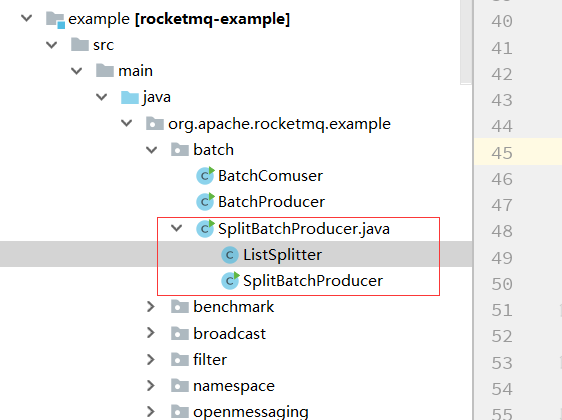 example [rocketmq-example]
src
main
java
org.apache.rocketmq.example
batch
BatchComuser
BatchProducer
SplitBatchProducer.java
ListSplitter
SplitBatchProducer
benchmark
broadcast
filter
namespace
openmessaging
40
41
42
43
44
45
46
47
48
49
50
51
52
53
54
55